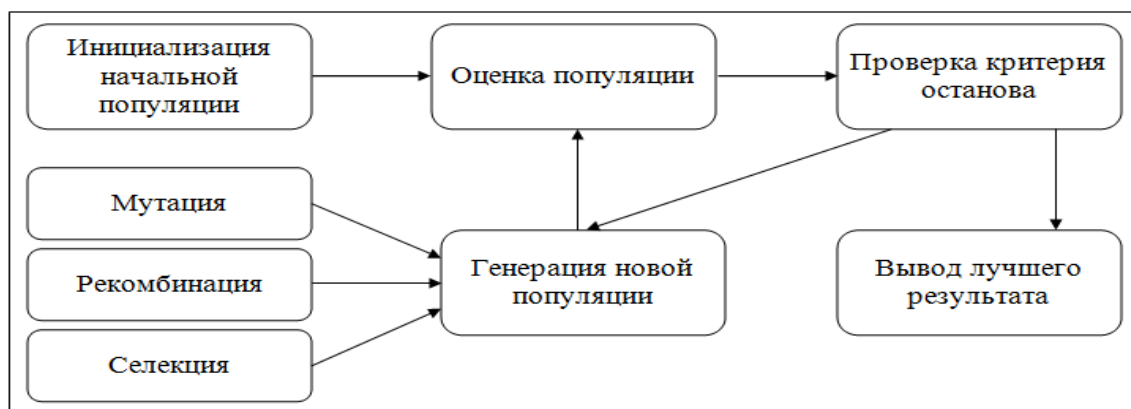 Инициализация
начальной
популяции
Оценка популяции
Проверка критерия
останова
Мутация
Рекомбинация
Селекция
Генерация новой
популяции
Вывод лучшего
результата